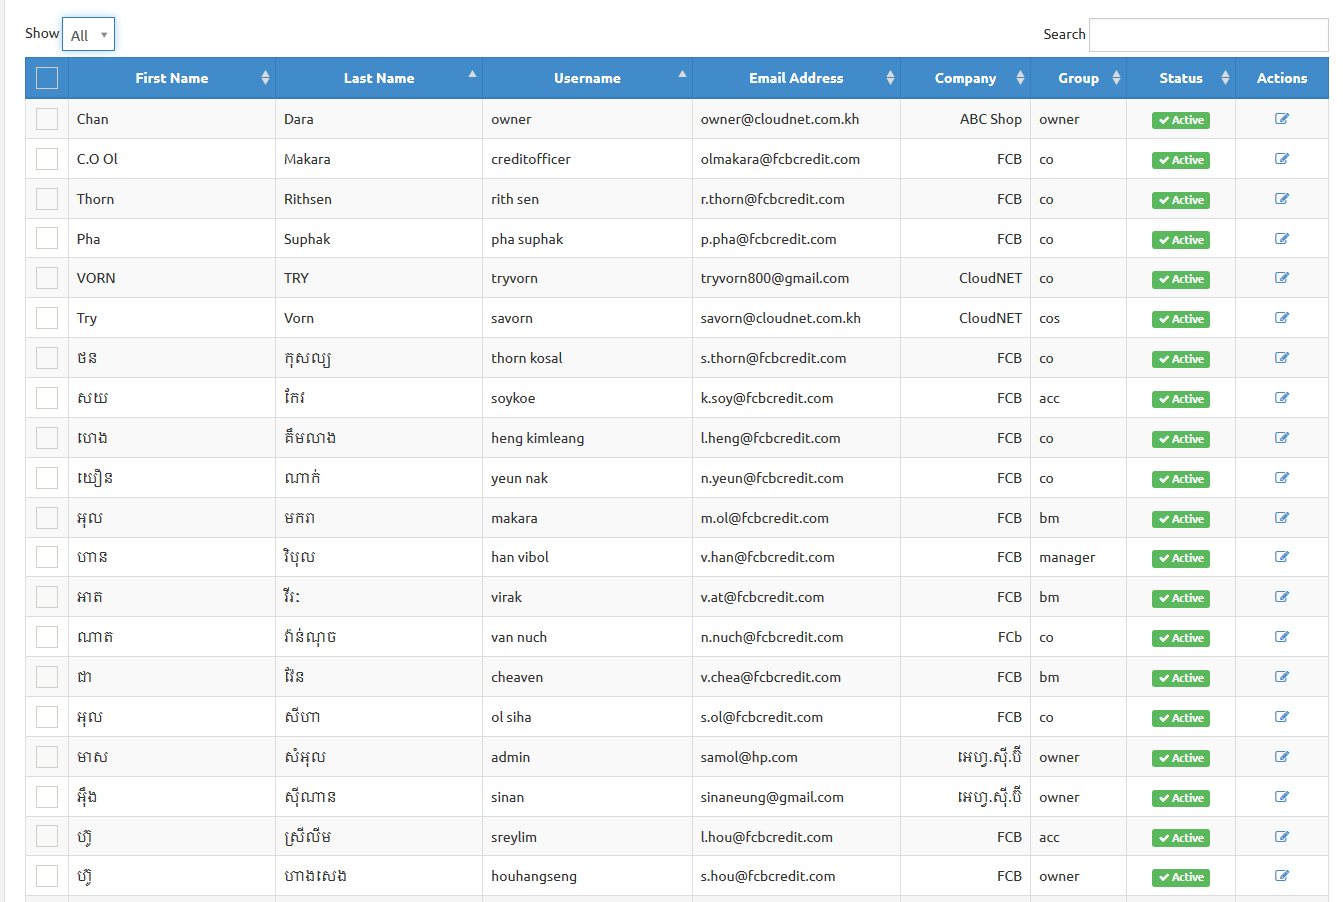 Show All Search
First Name Last Name Username Email Address Company Group Status Actions
Chan Dara owner owner@cloudnet.com.kh ABC Shop owner Active
C.O Ol Makara creditofficer olmakara@fcbcredit.com FCB co Active
Thorn Rithsen rith sen r.thorn@fcbcredit.com FCB co Active
Pha Suphak pha suphak p.pha@fcbcredit.com FCB co Active
VORN TRY tryvorn tryvorn800@gmail.com CloudNET co Active
Try Vorn savorn savorn@cloudnet.com.kh CloudNET cos Active
ថន កុសល្យ thorn kosal s.thorn@fcbcredit.com FCB co Active
សយ កែវ soykoe k.soy@fcbcredit.com FCB acc Active
ហេង គឹមលាង heng kimleang l.heng@fcbcredit.com FCB co Active
យឿន ណាក់ yeun nak n.yeun@fcbcredit.com FCB co Active
អុល មករា makara m.ol@fcbcredit.com FCB bm Active
ហាន វិបុល han vibol v.han@fcbcredit.com FCB manager Active
អាត វីរៈ virak v.at@fcbcredit.com FCB bm Active
ណាត វ៉ាន់ណុច van nuch n.nuch@fcbcredit.com FCb co Active
ជា វ៉ែន cheaven v.chea@fcbcredit.com FCB bm Active
អុល សីហា ol siha s.ol@fcbcredit.com FCB co Active
មាស សំអុល admin samol@hp.com អេហ្វ.ស៊ី.ប៊ី owner Active
អ៊ឹង ស៊ីណាន sinan sinaneung@gmail.com អេហ្វ.ស៊ី.ប៊ី owner Active
ហ៊ូ ស្រីលីម sreylim l.hou@fcbcredit.com FCB acc Active
ហ៊ូ ហាងសេង houhangseng s.hou@fcbcredit.com FCB owner Active